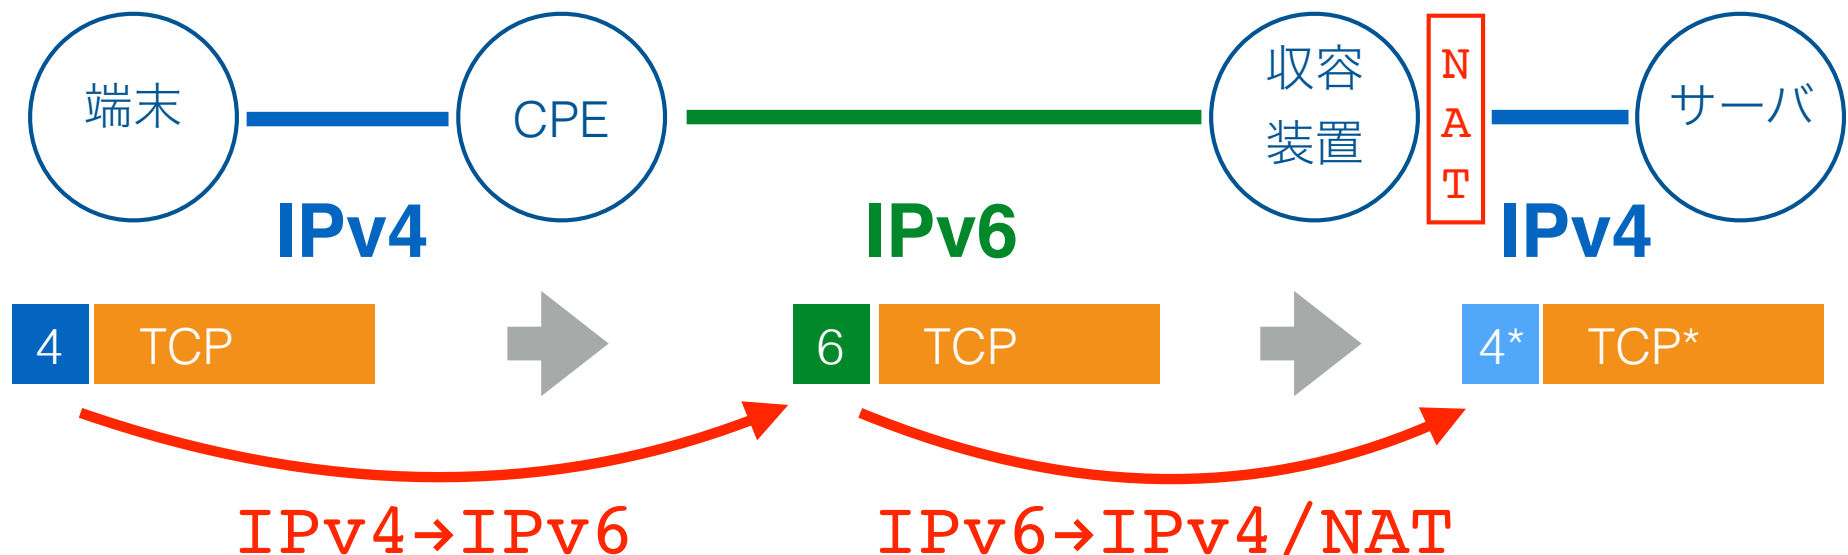 端末
CPE
収容
装置
NAT
サーバ
IPv4
IPv6
IPv4
4 TCP
6 TCP
4* TCP*
IPv4→IPv6
IPv6→IPv4/NAT